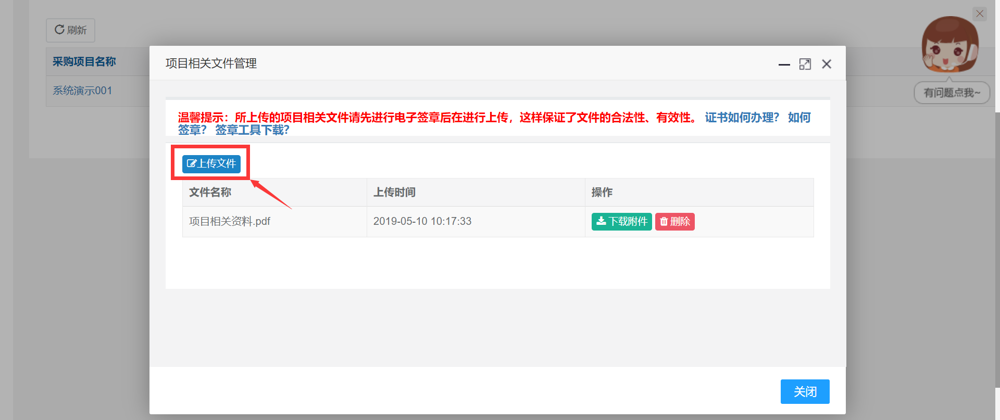 刷新
采购项目名称
系统演示001
有问题点我~
项目相关文件管理
温馨提示：所上传的项目相关文件请先进行电子签章后在进行上传，这样保证了文件的合法性、有效性。 证书如何办理？ 如何
签章？ 签章工具下载？
上传文件
文件名称 上传时间 操作
项目相关资料.pdf 2019-05-10 10:17:33 下载附件 删除
关闭